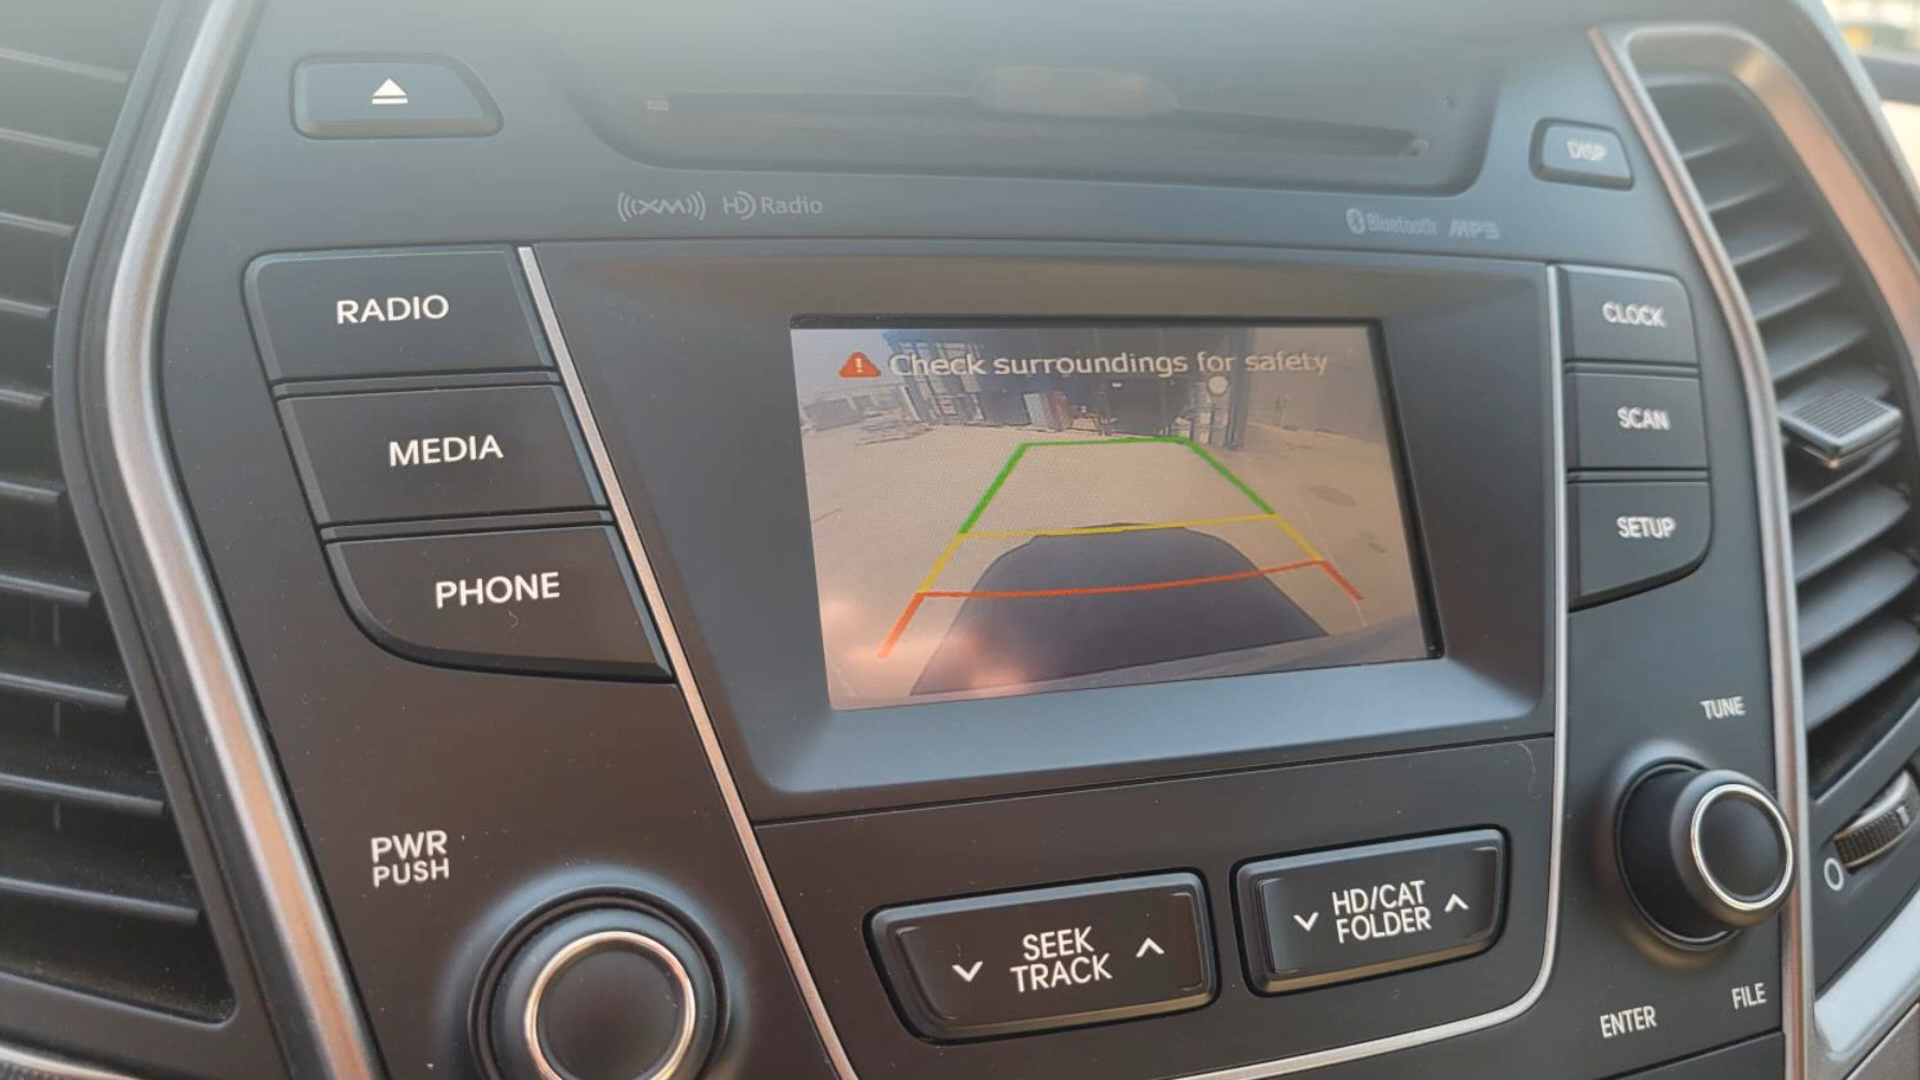 DISP
((XM)) HD Radio
Bluetooth MP3
RADIO
MEDIA
PHONE
Check surroundings for safety
CLOCK
SCAN
SETUP
PWR
PUSH
SEEK
TRACK
HD/CAT
FOLDER
TUNE
FILE
ENTER